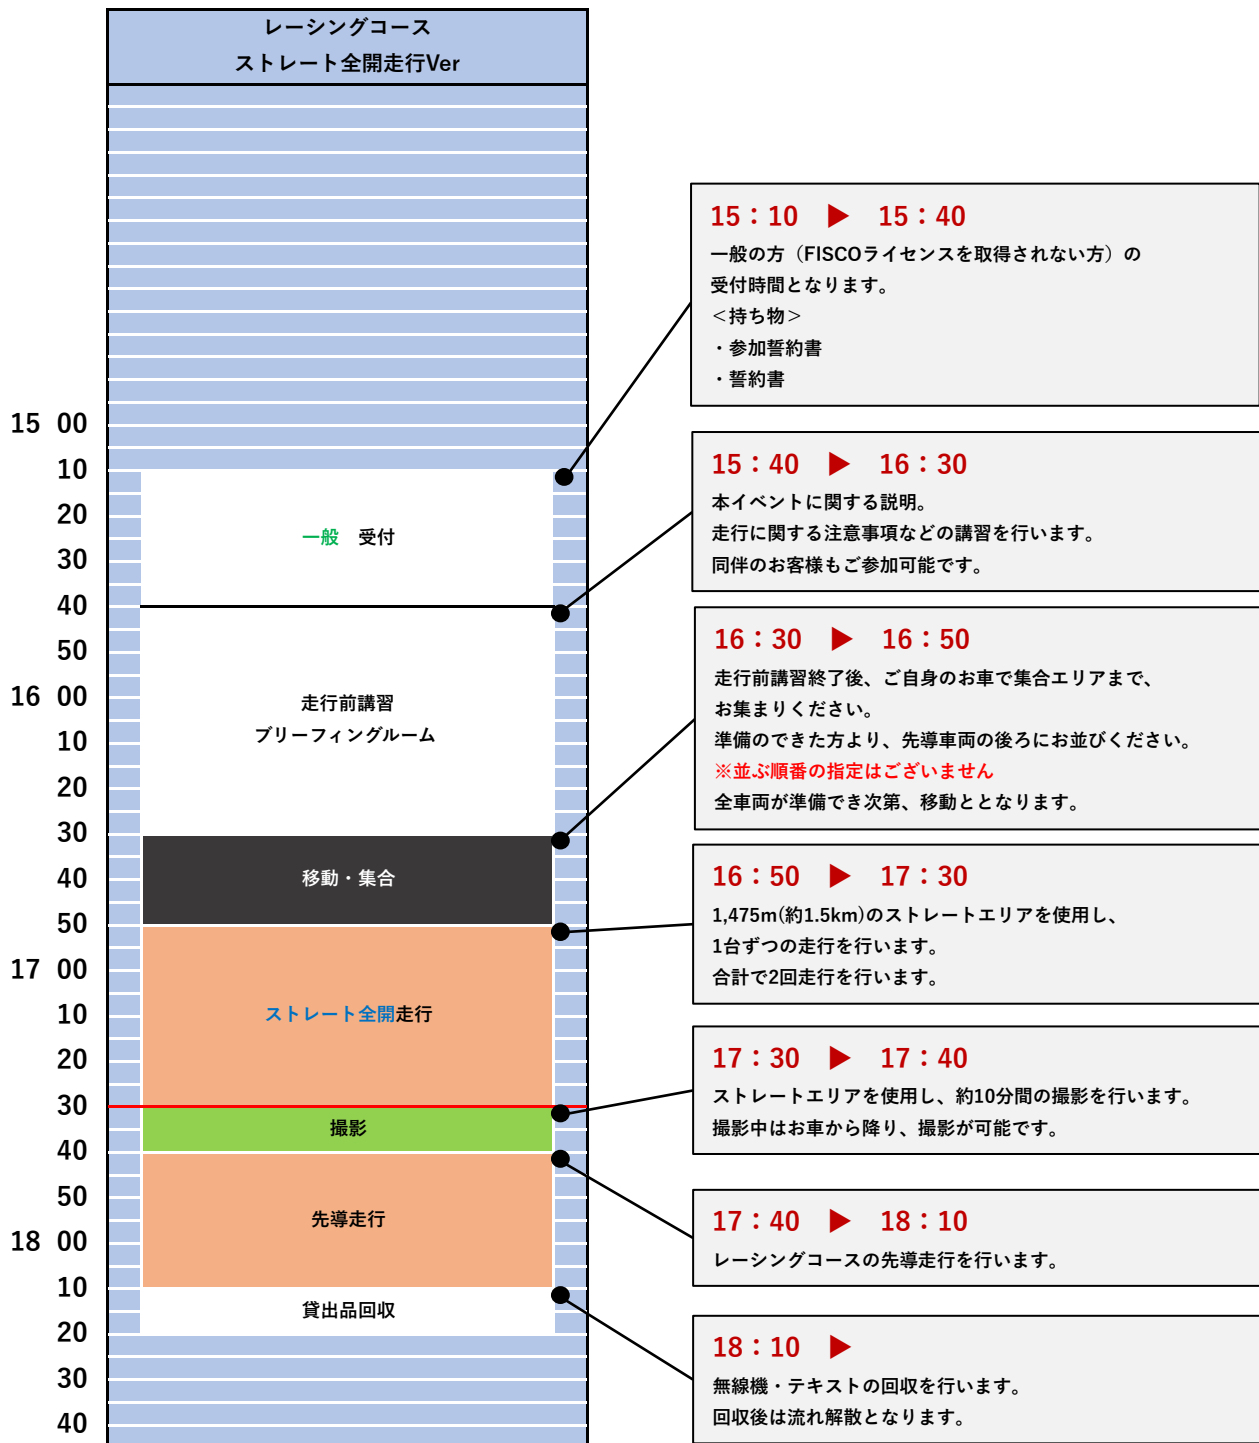 レーシングコース
ストレート全開走行Ver
15 00
10
20
30
40
50
16 00
10
20
30
40
50
17 00
10
20
30
40
50
18 00
10
20
30
40
一般　受付
走行前講習
ブリーフィングルーム
移動・集合
ストレート全開走行
撮影
先導走行
貸出品回収
15：10　▶　15：40
一般の方（FISCOライセンスを取得されない方）の
受付時間となります。
＜持ち物＞
・参加誓約書
・誓約書
15：40　▶　16：30
本イベントに関する説明。
走行に関する注意事項などの講習を行います。
同伴のお客様もご参加可能です。
16：30　▶　16：50
走行前講習終了後、ご自身のお車で集合エリアまで、
お集まりください。
準備のできた方より、先導車両の後ろにお並びください。
※並ぶ順番の指定はございません
全車両が準備でき次第、移動ととなります。
16：50　▶　17：30
1,475m(約1.5km)のストレートエリアを使用し、
1台ずつの走行を行います。
合計で2回走行を行います。
17：30　▶　17：40
ストレートエリアを使用し、約10分間の撮影を行います。
撮影中はお車から降り、撮影が可能です。
17：40　▶　18：10
レーシングコースの先導走行を行います。
18：10　▶
無線機・テキストの回収を行います。
回収後は流れ解散となります。